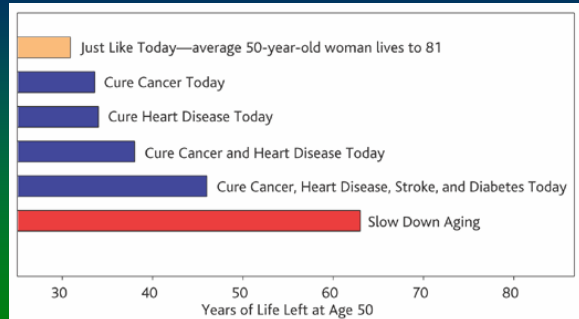 Just Like Today—average 50-year-old woman lives to 81
Cure Cancer Today
Cure Heart Disease Today
Cure Cancer and Heart Disease Today
Cure Cancer, Heart Disease, Stroke, and Diabetes Today
Slow Down Aging
30 40 50 60 70 80
Years of Life Left at Age 50